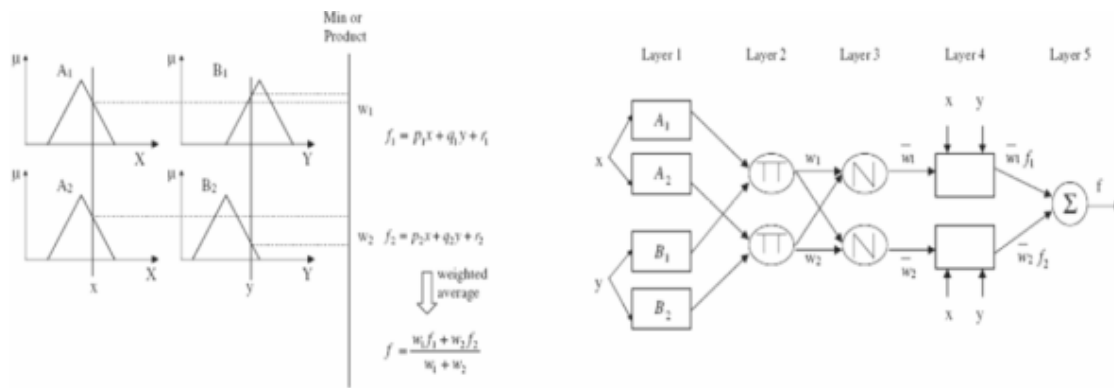 Min or
Product
μ
A₁
X
μ
B₁
Y
w₁
f₁ = p₁x + q₁y + r₁
μ
A₂
X
x
B₂
Y
y
w₂
f₂ = p₂x + q₂y + r₂
weighted
average
f = (w₁f₁ + w₂f₂) / (w₁ + w₂)
Layer 1
Layer 2
Layer 3
Layer 4
Layer 5
x y
A₁
x
A₂
∏
w₁
N
w̅₁
w̅₁ f₁
f
Σ
B₁
y
B₂
∏
w₂
N
w̅₂
w̅₂ f₂
x y